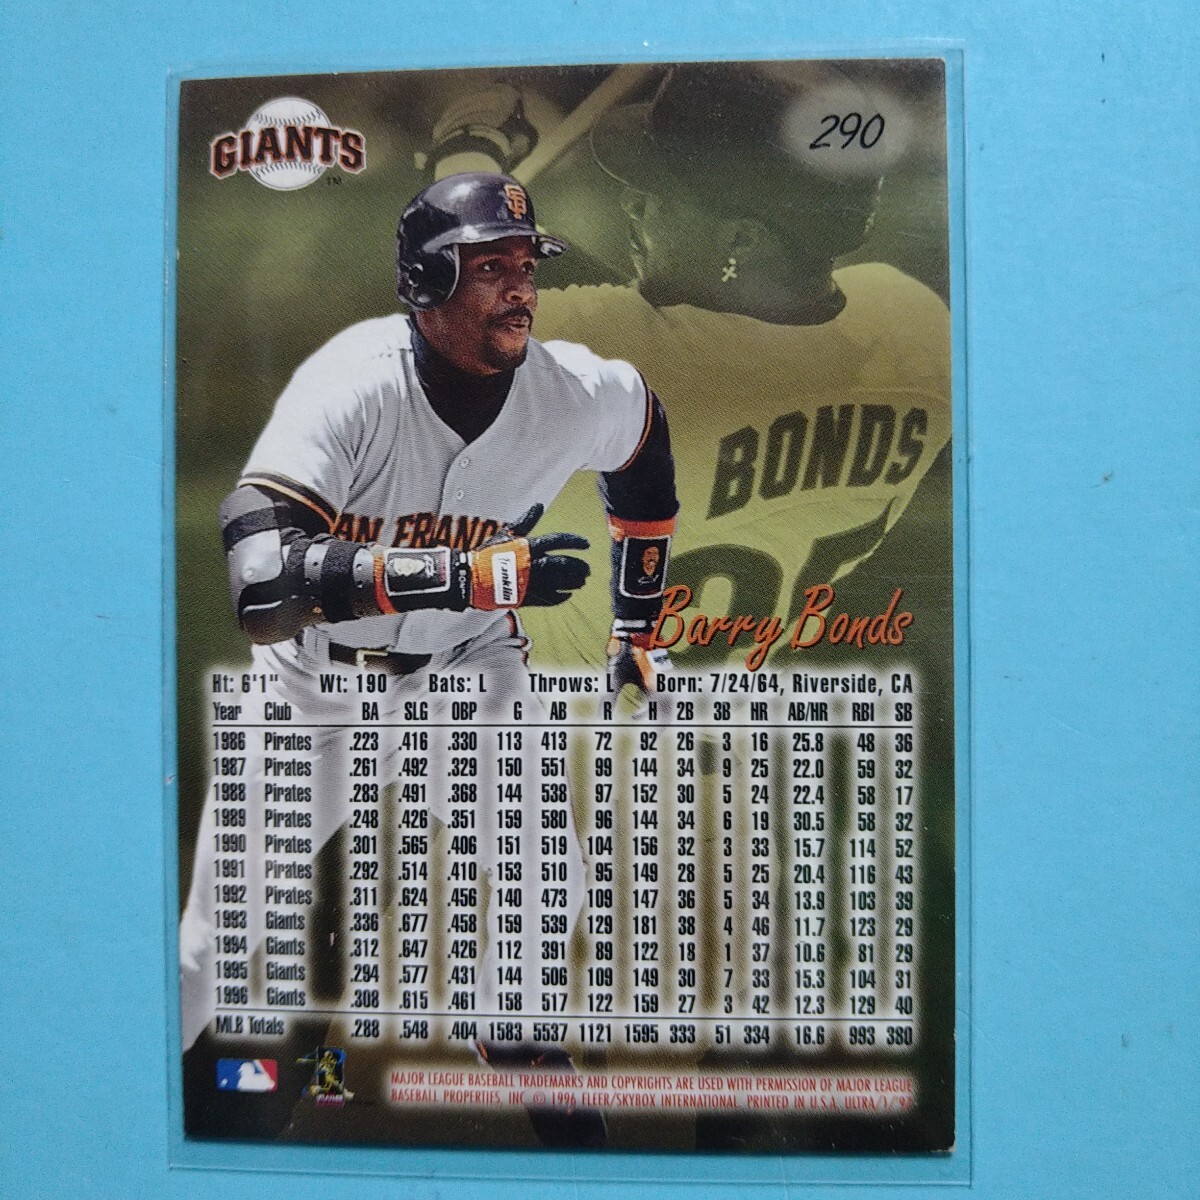 GIANTS
TM
290
SF
BONDS
25
AN FRANC
BON
Franklin
Barry Bonds
Ht: 6'1" Wt: 190 Bats: L Throws: L Born: 7/24/64, Riverside, CA
Year Club BA SLG OBP G AB R H 2B 3B HR AB/HR RBI SB
1986 Pirates .223 .416 .330 113 413 72 92 26 3 16 25.8 48 36
1987 Pirates .261 .492 .329 150 551 99 144 34 9 25 22.0 59 32
1988 Pirates .283 .491 .368 144 538 97 152 30 5 24 22.4 58 17
1989 Pirates .248 .426 .351 159 580 96 144 34 6 19 30.5 58 32
1990 Pirates .301 .565 .406 151 519 104 156 32 3 33 15.7 114 52
1991 Pirates .292 .514 .410 153 510 95 149 28 5 25 20.4 116 43
1992 Pirates .311 .624 .456 140 473 109 147 36 5 34 13.9 103 39
1993 Giants .336 .677 .458 159 539 129 181 38 4 46 11.7 123 29
1994 Giants .312 .647 .426 112 391 89 122 18 1 37 10.6 81 29
1995 Giants .294 .577 .431 144 506 109 149 30 7 33 15.3 104 31
1996 Giants .308 .615 .461 158 517 122 159 27 3 42 12.3 129 40
MLB Totals .288 .548 .404 1583 5537 1121 1595 333 51 334 16.6 993 380
MAJOR LEAGUE BASEBALL TRADEMARKS AND COPYRIGHTS ARE USED WITH PERMISSION OF MAJOR LEAGUE
BASEBALL PROPERTIES, INC © 1996 FLEER/SKYBOX INTERNATIONAL. PRINTED IN U.S.A. ULTRA/1/'97